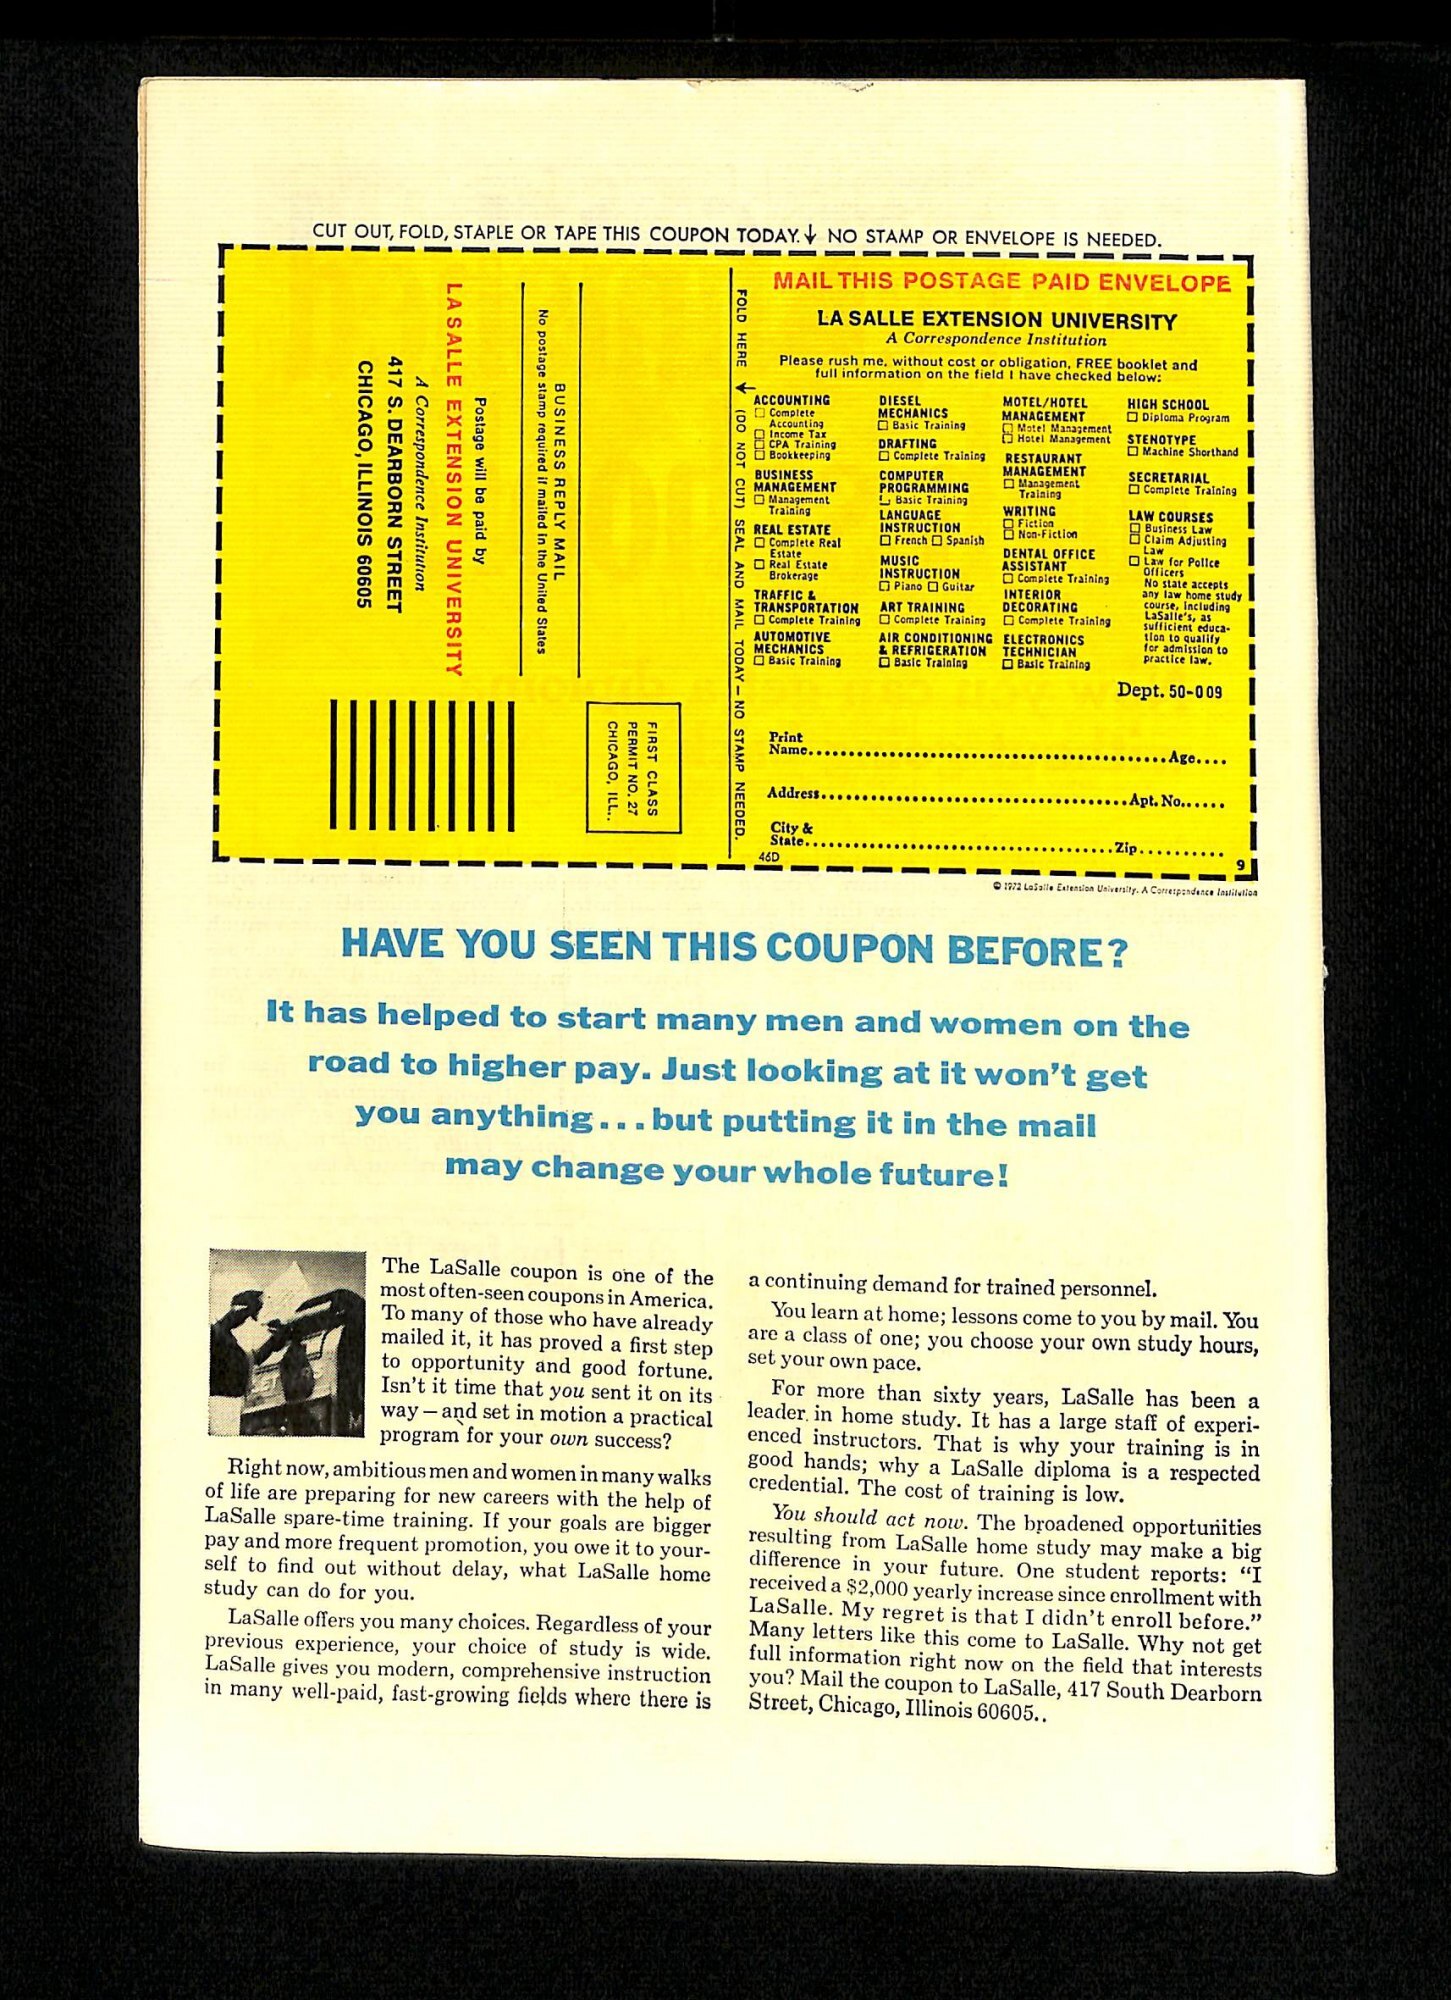 CUT OUT, FOLD, STAPLE OR TAPE THIS COUPON TODAY.↓ NO STAMP OR ENVELOPE IS NEEDED.
CHICAGO, ILLINOIS 60605
417 S. DEARBORN STREET
A Correspondence Institution
LA SALLE EXTENSION UNIVERSITY
Postage will be paid by
No postage stamp required if mailed in the United States
BUSINESS REPLY MAIL
FIRST CLASS
PERMIT NO. 27
CHICAGO, ILL..
FOLD HERE ← (DO NOT CUT) SEAL AND MAIL TODAY — NO STAMP NEEDED.
MAIL THIS POSTAGE PAID ENVELOPE
LA SALLE EXTENSION UNIVERSITY
A Correspondence Institution
Please rush me, without cost or obligation, FREE booklet and
full information on the field I have checked below:
ACCOUNTING
☐ Complete
Accounting
☐ Income Tax
☐ CPA Training
☐ Bookkeeping
BUSINESS
MANAGEMENT
☐ Management
Training
REAL ESTATE
☐ Complete Real
Estate
☐ Real Estate
Brokerage
TRAFFIC &
TRANSPORTATION
☐ Complete Training
AUTOMOTIVE
MECHANICS
☐ Basic Training
DIESEL
MECHANICS
☐ Basic Training
DRAFTING
☐ Complete Training
COMPUTER
PROGRAMMING
☐ Basic Training
LANGUAGE
INSTRUCTION
☐ French ☐ Spanish
MUSIC
INSTRUCTION
☐ Piano ☐ Guitar
ART TRAINING
☐ Complete Training
AIR CONDITIONING
& REFRIGERATION
☐ Basic Training
MOTEL/HOTEL
MANAGEMENT
☐ Motel Management
☐ Hotel Management
RESTAURANT
MANAGEMENT
☐ Management
Training
WRITING
☐ Fiction
☐ Non-Fiction
DENTAL OFFICE
ASSISTANT
☐ Complete Training
INTERIOR
DECORATING
☐ Complete Training
ELECTRONICS
TECHNICIAN
☐ Basic Training
HIGH SCHOOL
☐ Diploma Program
STENOTYPE
☐ Machine Shorthand
SECRETARIAL
☐ Complete Training
LAW COURSES
☐ Business Law
☐ Claim Adjusting
Law
☐ Law for Police
Officers
No state accepts
any law home study
course, including
LaSalle's, as
sufficient educa-
tion to qualify
for admission to
practice law.
Dept. 50-009
Print
Name..............................................Age....
Address.......................................Apt. No......
City &
State.......................................Zip..........
46D 9
© 1972 LaSalle Extension University. A Correspondence Institution
HAVE YOU SEEN THIS COUPON BEFORE?
It has helped to start many men and women on the
road to higher pay. Just looking at it won't get
you anything...but putting it in the mail
may change your whole future!
The LaSalle coupon is one of the
most often-seen coupons in America.
To many of those who have already
mailed it, it has proved a first step
to opportunity and good fortune.
Isn't it time that you sent it on its
way — and set in motion a practical
program for your own success?
Right now, ambitious men and women in many walks
of life are preparing for new careers with the help of
LaSalle spare-time training. If your goals are bigger
pay and more frequent promotion, you owe it to your-
self to find out without delay, what LaSalle home
study can do for you.
LaSalle offers you many choices. Regardless of your
previous experience, your choice of study is wide.
LaSalle gives you modern, comprehensive instruction
in many well-paid, fast-growing fields where there is
a continuing demand for trained personnel.
You learn at home; lessons come to you by mail. You
are a class of one; you choose your own study hours,
set your own pace.
For more than sixty years, LaSalle has been a
leader in home study. It has a large staff of experi-
enced instructors. That is why your training is in
good hands; why a LaSalle diploma is a respected
credential. The cost of training is low.
You should act now. The broadened opportunities
resulting from LaSalle home study may make a big
difference in your future. One student reports: "I
received a $2,000 yearly increase since enrollment with
LaSalle. My regret is that I didn't enroll before."
Many letters like this come to LaSalle. Why not get
full information right now on the field that interests
you? Mail the coupon to LaSalle, 417 South Dearborn
Street, Chicago, Illinois 60605..